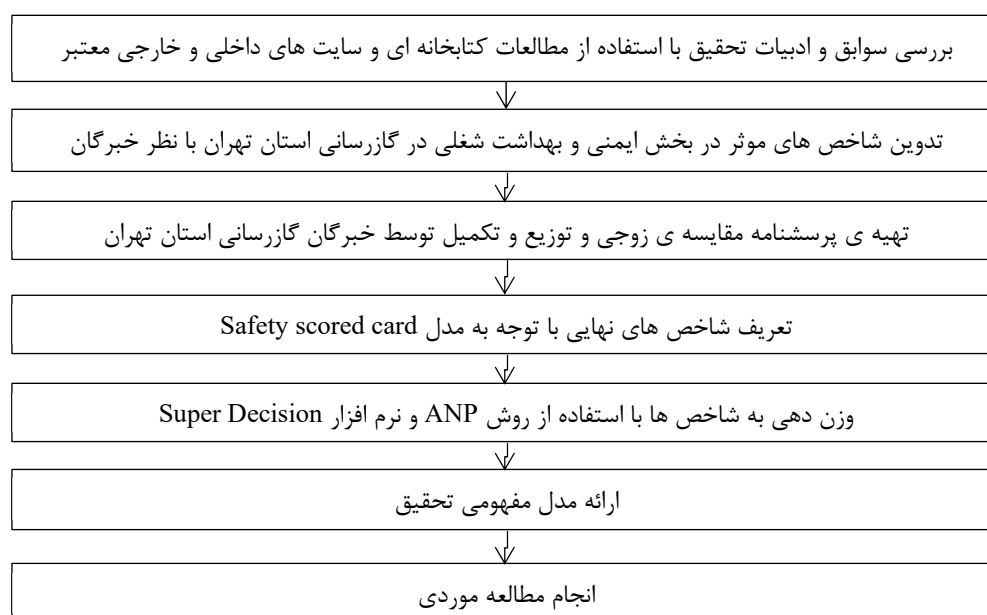 بررسی سوابق و ادبیات تحقیق با استفاده از مطالعات کتابخانه ای و سایت های داخلی و خارجی معتبر
تدوین شاخص های موثر در بخش ایمنی و بهداشت شغلی در گازرسانی استان تهران با نظر خبرگان
تهیه ی پرسشنامه مقایسه ی زوجی و توزیع و تکمیل توسط خبرگان گازرسانی استان تهران
تعریف شاخص های نهایی با توجه به مدل Safety scored card
وزن دهی به شاخص ها با استفاده از روش ANP و نرم افزار Super Decision
ارائه مدل مفهومی تحقیق
انجام مطالعه موردی